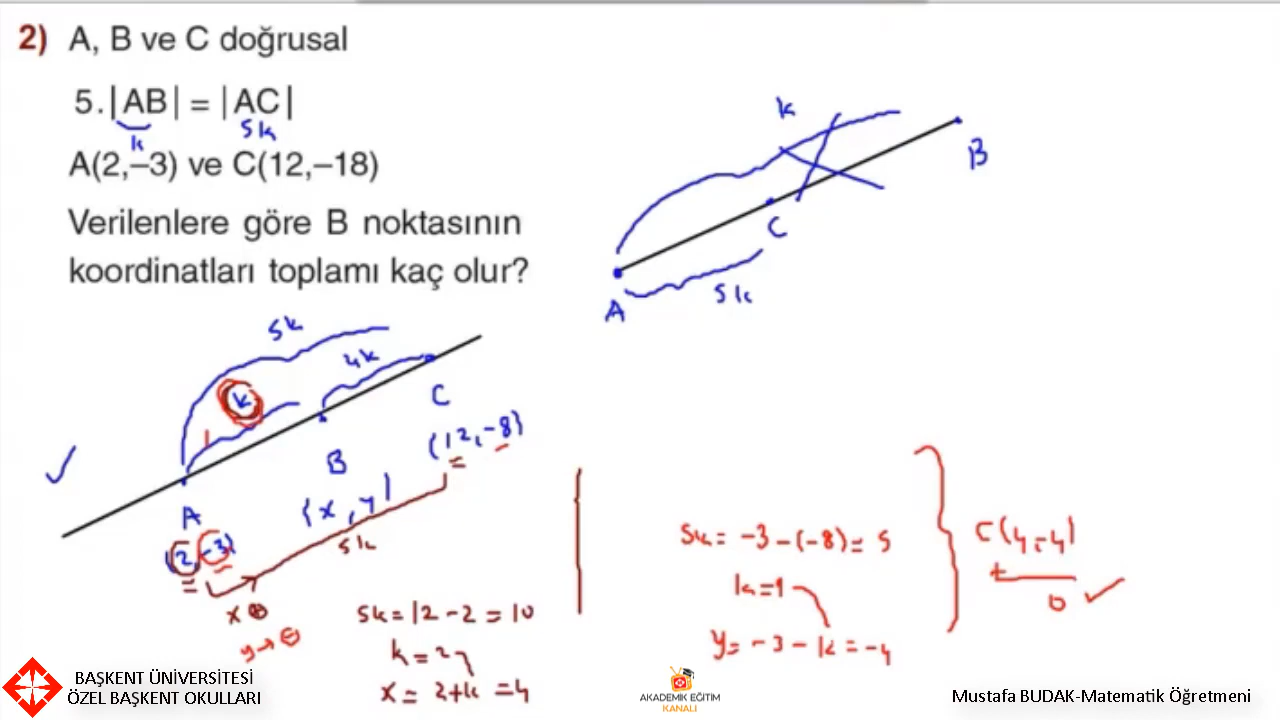 2) A, B ve C doğrusal
5.|AB| = |AC|
k 5k
A(2,–3) ve C(12,–18)
Verilenlere göre B noktasının
koordinatları toplamı kaç olur?
k
B
C
A
5k
5k
4k
k
C
(12,-8)
B
(x,y)
A
(2,-3)
5k
x ⊕
y→⊖
5k=12-2=10
k=2
x=2+k=4
5k=-3-(-8)=5
k=1
y=-3-k=-4
C(4,-4)
+
0
BAŞKENT ÜNİVERSİTESİ
ÖZEL BAŞKENT OKULLARI
AKADEMİK EĞİTİM
KANALI
Mustafa BUDAK-Matematik Öğretmeni